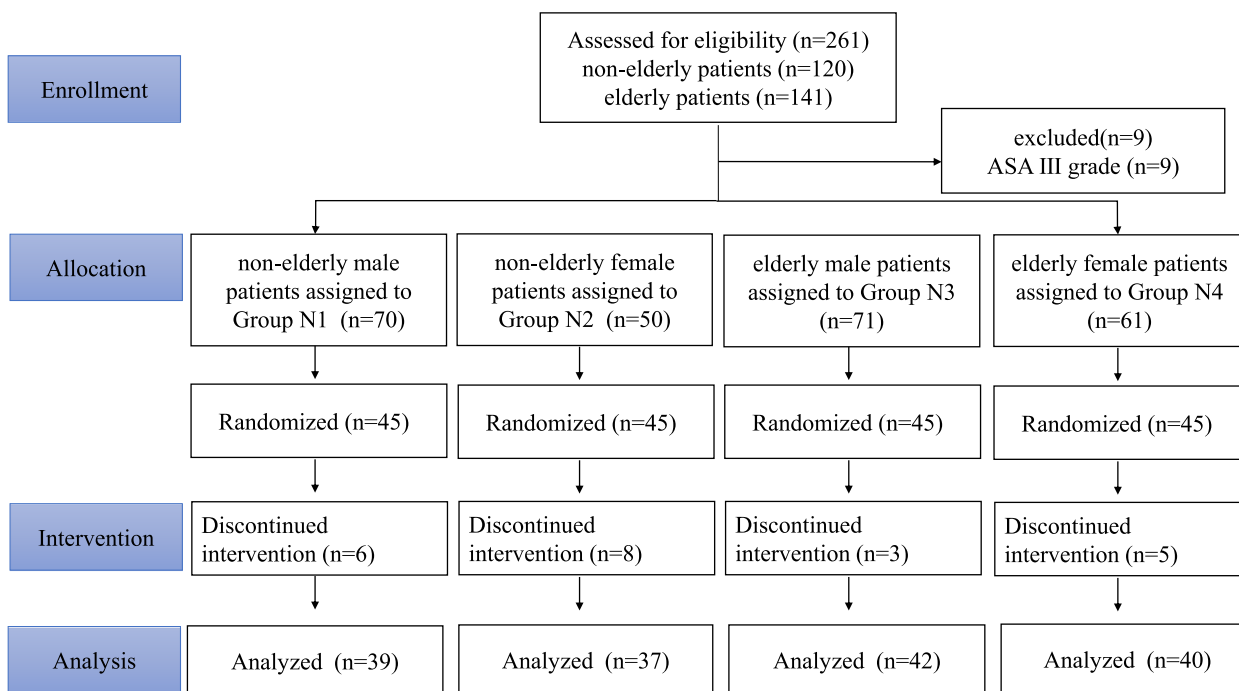 Enrollment
Assessed for eligibility (n=261)
non-elderly patients (n=120)
elderly patients (n=141)
excluded(n=9)
ASA III grade (n=9)
Allocation
non-elderly male
patients assigned to
Group N1 (n=70)
non-elderly female
patients assigned to
Group N2 (n=50)
elderly male patients
assigned to Group N3
(n=71)
elderly female patients
assigned to Group N4
(n=61)
Randomized (n=45)
Randomized (n=45)
Randomized (n=45)
Randomized (n=45)
Intervention
Discontinued
intervention (n=6)
Discontinued
intervention (n=8)
Discontinued
intervention (n=3)
Discontinued
intervention (n=5)
Analysis
Analyzed (n=39)
Analyzed (n=37)
Analyzed (n=42)
Analyzed (n=40)